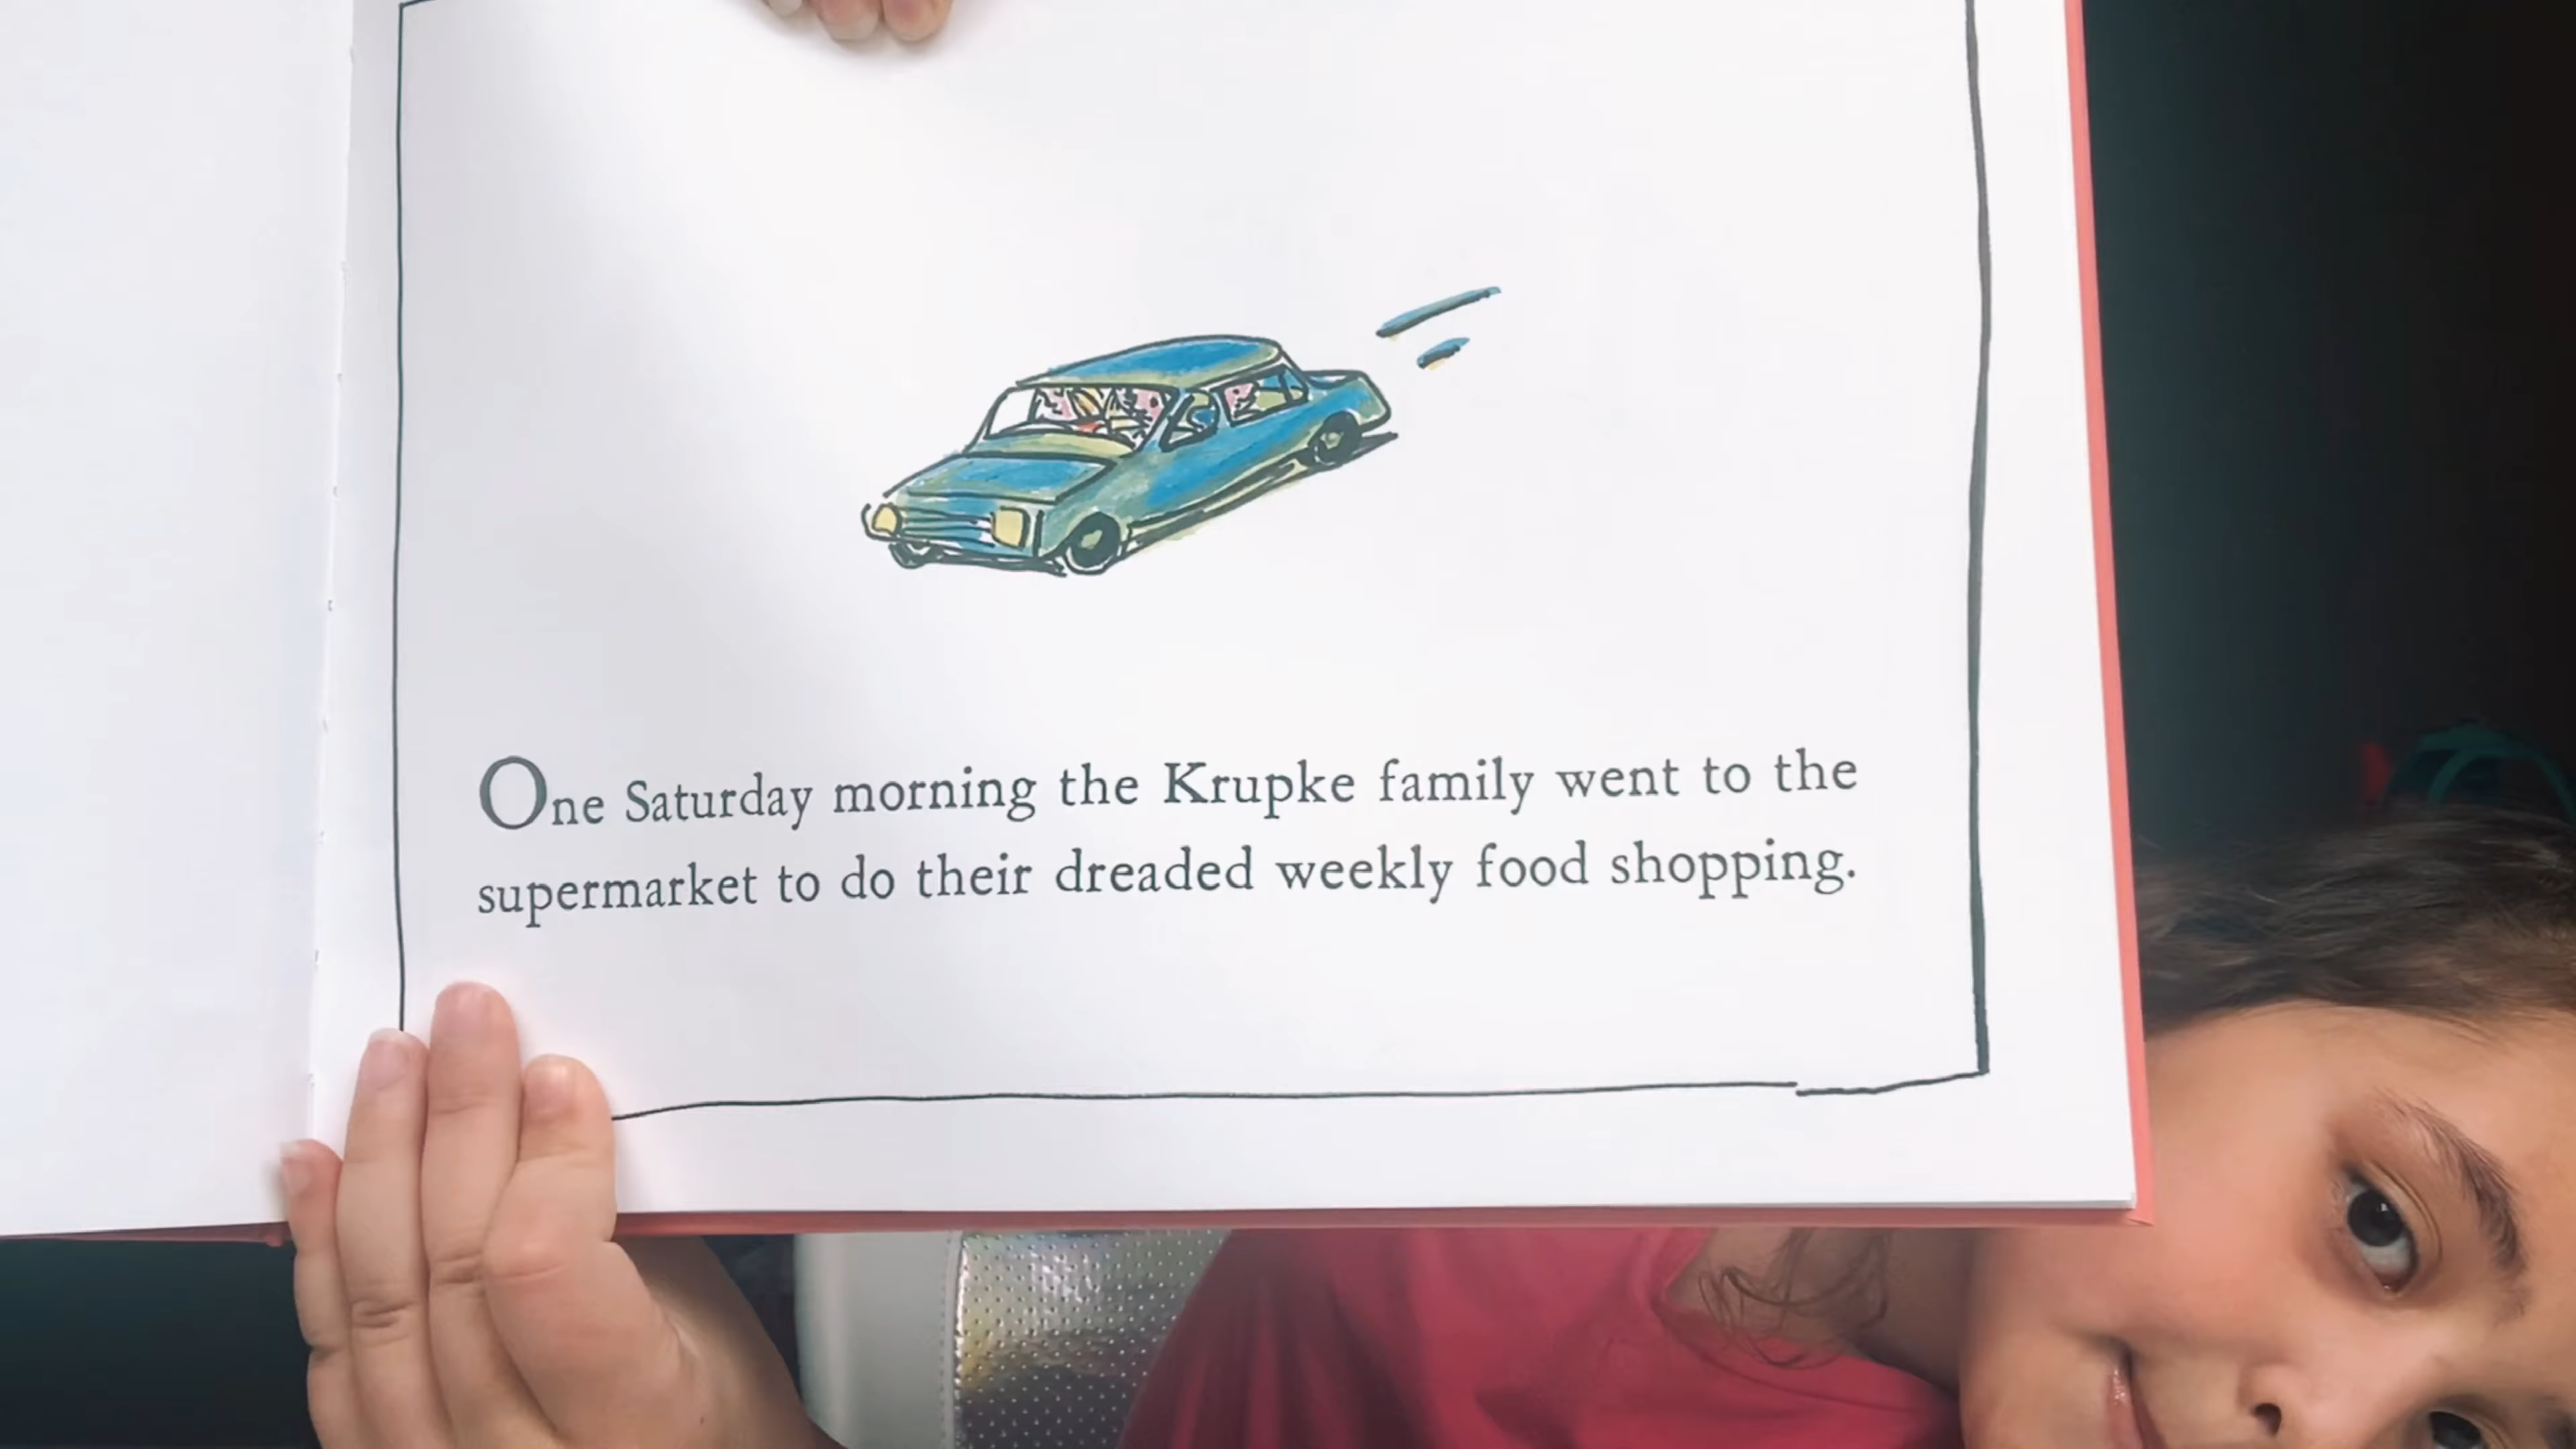 One Saturday morning the Krupke family went to the
supermarket to do their dreaded weekly food shopping.